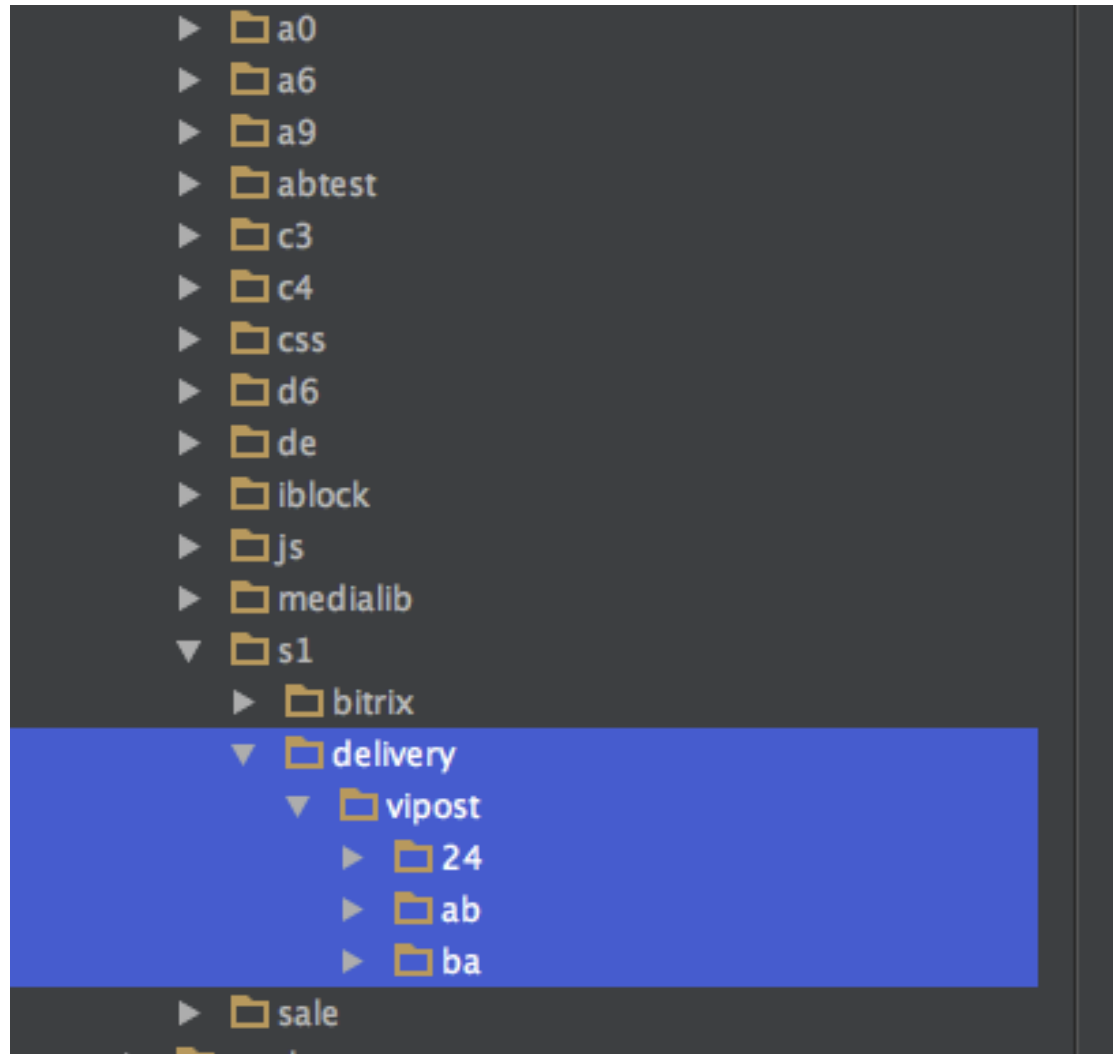 a0
a6
a9
abtest
c3
c4
css
d6
de
iblock
js
medialib
s1
bitrix
delivery
vipost
24
ab
ba
sale